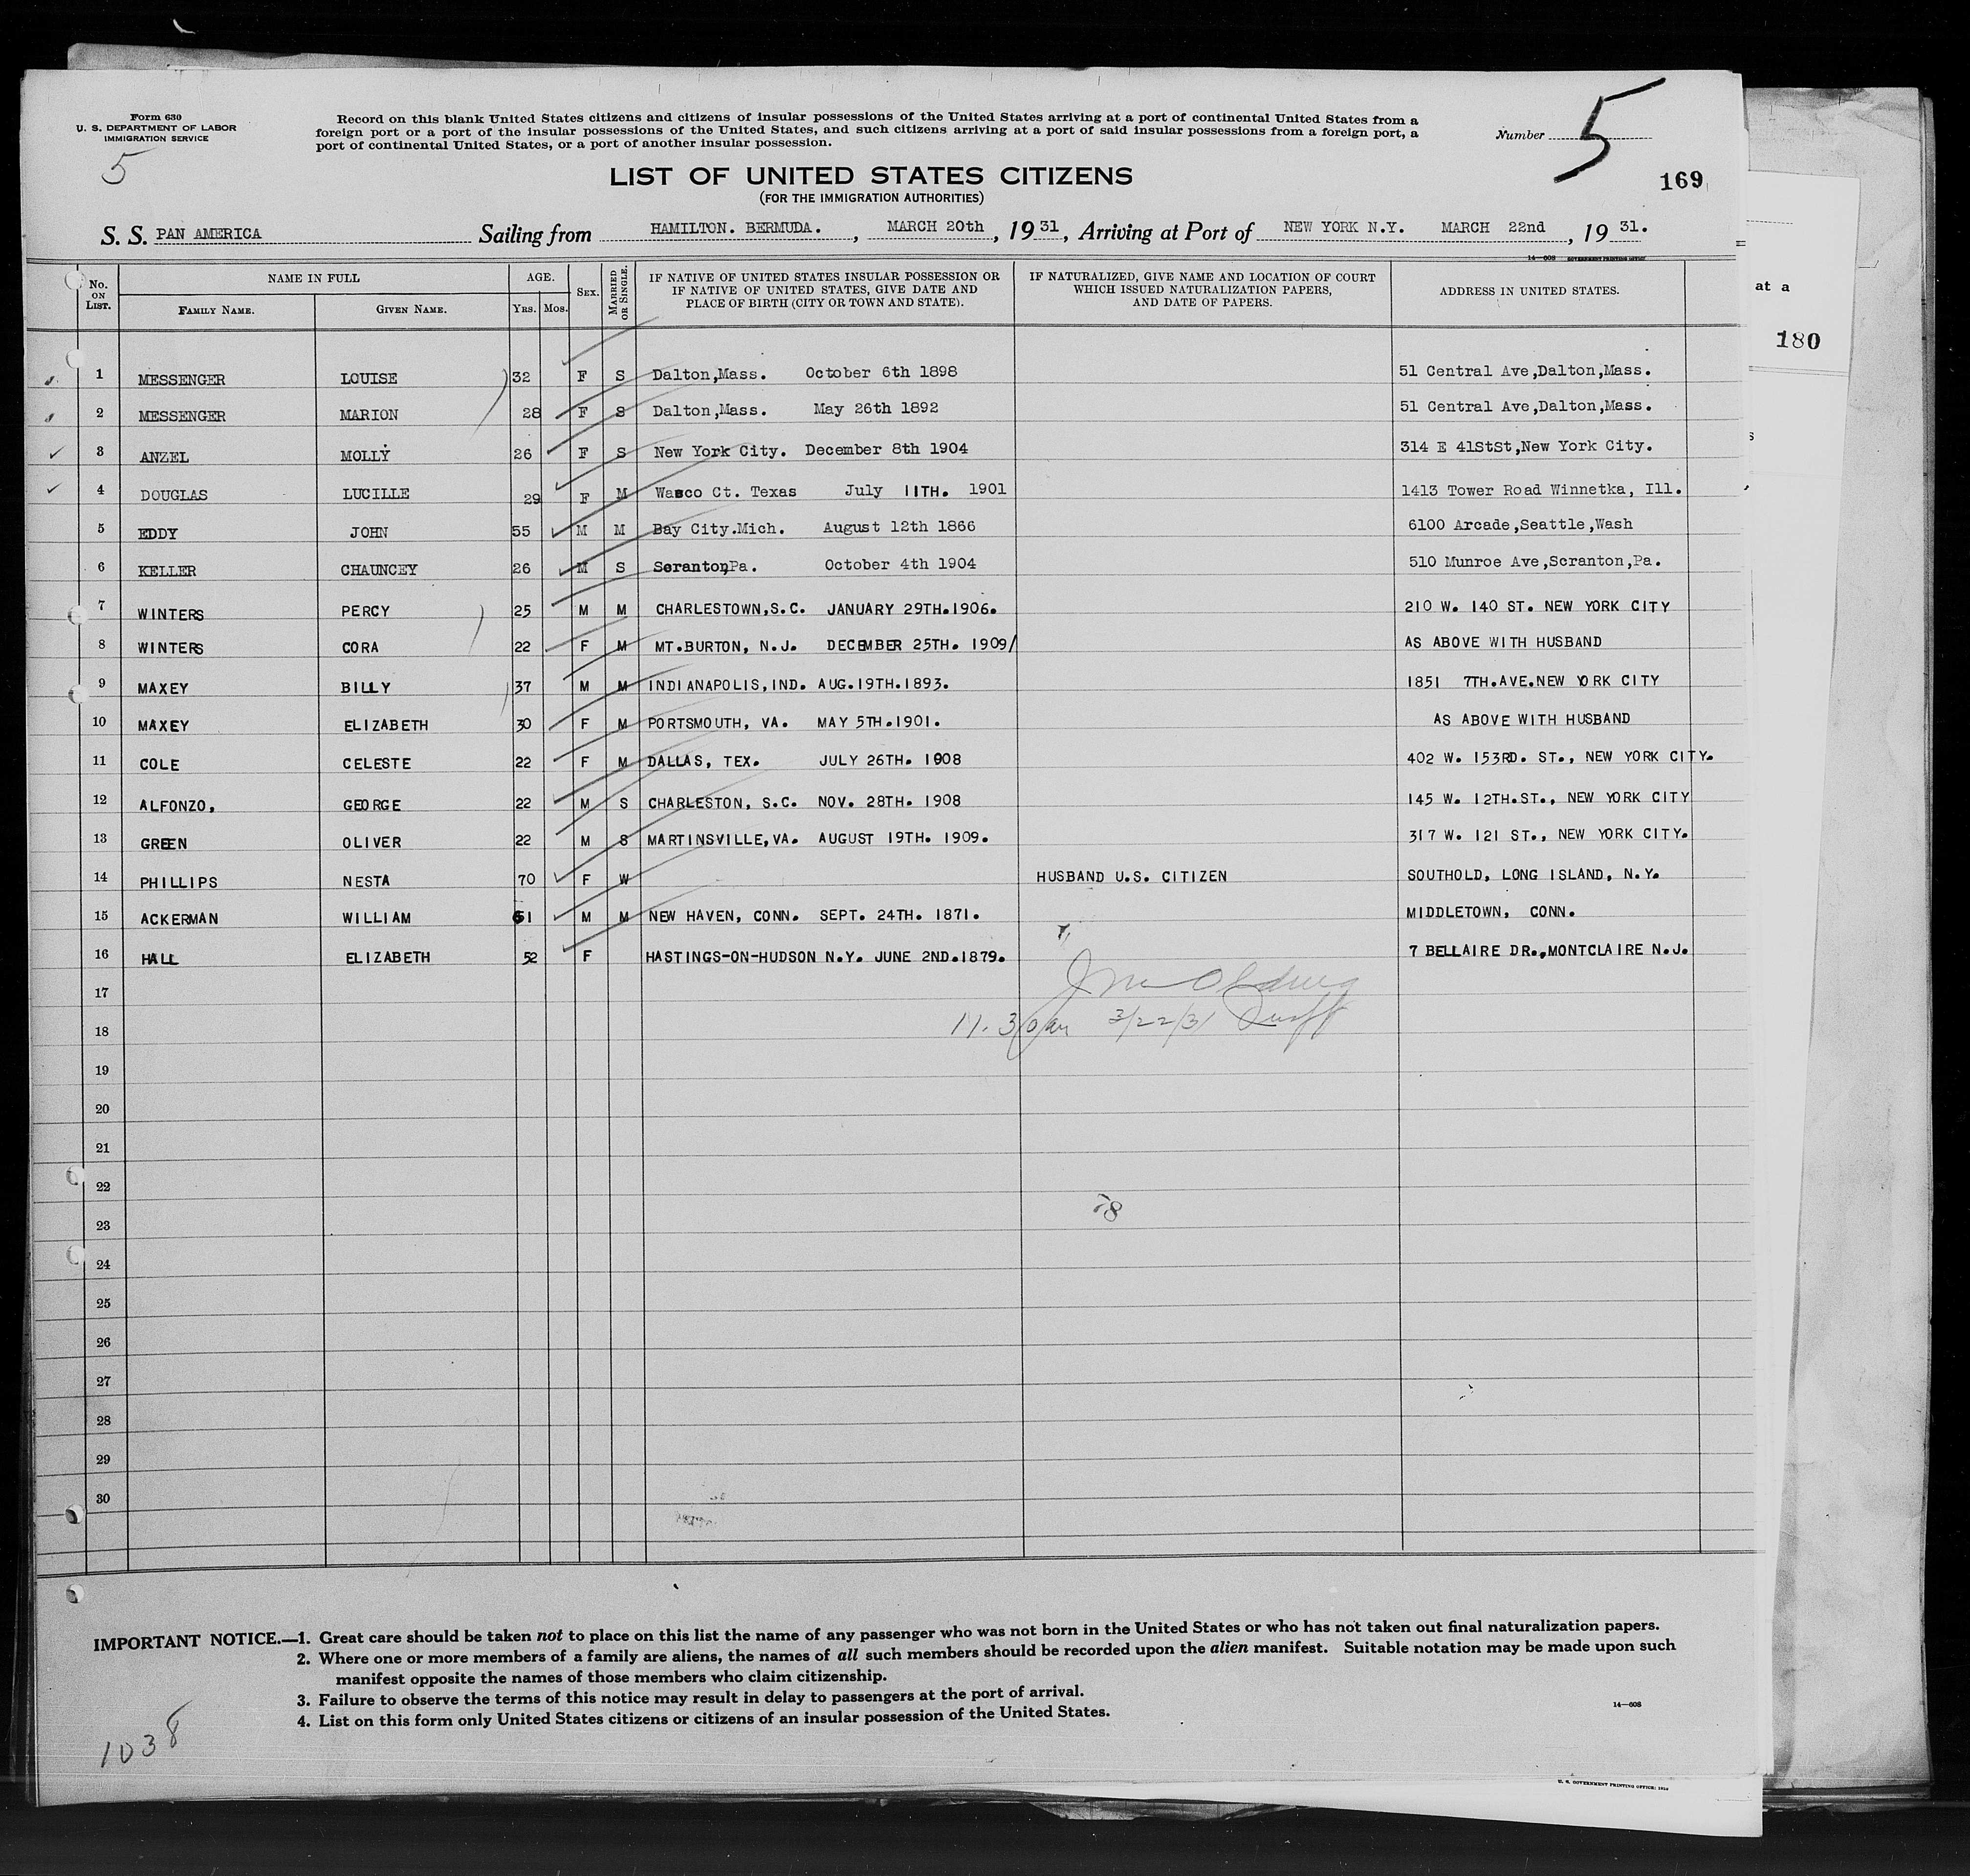 Form 630
U. S. DEPARTMENT OF LABOR
IMMIGRATION SERVICE
5
Record on this blank United States citizens and citizens of insular possessions of the United States arriving at a port of continental United States from a
foreign port or a port of the insular possessions of the United States, and such citizens arriving at a port of said insular possessions from a foreign port, a
port of continental United States, or a port of another insular possession.
Number 5
169
LIST OF UNITED STATES CITIZENS
(FOR THE IMMIGRATION AUTHORITIES)
S. S. PAN AMERICA Sailing from HAMILTON. BERMUDA. , MARCH 20th , 1931, Arriving at Port of NEW YORK N.Y. MARCH 22nd , 19 31.
14—608 GOVERNMENT PRINTING OFFICE
No. ON LIST. NAME IN FULL FAMILY NAME. GIVEN NAME. AGE. YRS. MOS. SEX. MARRIED OR SINGLE. IF NATIVE OF UNITED STATES INSULAR POSSESSION OR IF NATIVE OF UNITED STATES, GIVE DATE AND PLACE OF BIRTH (CITY OR TOWN AND STATE). IF NATURALIZED, GIVE NAME AND LOCATION OF COURT WHICH ISSUED NATURALIZATION PAPERS, AND DATE OF PAPERS. ADDRESS IN UNITED STATES.
1 MESSENGER LOUISE 32 F S Dalton,Mass. October 6th 1898 51 Central Ave,Dalton,Mass.
2 MESSENGER MARION 28 F S Dalton,Mass. May 26th 1892 51 Central Ave,Dalton,Mass.
3 ANZEL MOLLY 26 F S New York City. December 8th 1904 314 E 41StSt,New York City.
4 DOUGLAS LUCILLE 29 F M Wasco Ct. Texas July 11TH. 1901 1413 Tower Road Winnetka, Ill.
5 EDDY JOHN 55 M M Bay City.Mich. August 12th 1866 6100 Arcade,Seattle,Wash
6 KELLER CHAUNCEY 26 M S Scranton,Pa. October 4th 1904 510 Munroe Ave,Scranton,Pa.
7 WINTERS PERCY 25 M M CHARLESTOWN,S.C. JANUARY 29TH.1906. 210 W. 140 ST. NEW YORK CITY
8 WINTERS CORA 22 F M MT.BURTON, N.J. DECEMBER 25TH. 1909/ AS ABOVE WITH HUSBAND
9 MAXEY BILLY 37 M M INDIANAPOLIS,IND. AUG.19TH.1893. 1851 7TH.AVE.NEW YORK CITY
10 MAXEY ELIZABETH 30 F M PORTSMOUTH, VA. MAY 5TH.1901. AS ABOVE WITH HUSBAND
11 COLE CELESTE 22 F M DALLAS, TEX. JULY 26TH. 1908 402 W. 153RD. ST., NEW YORK CITY.
12 ALFONZO, GEORGE 22 M S CHARLESTON, S.C. NOV. 28TH. 1908 145 W. 12TH.ST., NEW YORK CITY
13 GREEN OLIVER 22 M S MARTINSVILLE,VA. AUGUST 19TH. 1909. 317 W. 121 ST., NEW YORK CITY.
14 PHILLIPS NESTA 70 F W HUSBAND U.S. CITIZEN SOUTHOLD, LONG ISLAND, N.Y.
15 ACKERMAN WILLIAM 61 M M NEW HAVEN, CONN. SEPT. 24TH. 1871. MIDDLETOWN, CONN.
16 HALL ELIZABETH 52 F HASTINGS-ON-HUDSON N.Y. JUNE 2ND.1879. 7 BELLAIRE DR.,MONTCLAIRE N.J.
17
18 3/22/31
19
20
21
22
23
24
25
26
27
28
29
30
IMPORTANT NOTICE.—1. Great care should be taken not to place on this list the name of any passenger who was not born in the United States or who has not taken out final naturalization papers.
2. Where one or more members of a family are aliens, the names of all such members should be recorded upon the alien manifest. Suitable notation may be made upon such
manifest opposite the names of those members who claim citizenship.
3. Failure to observe the terms of this notice may result in delay to passengers at the port of arrival.
4. List on this form only United States citizens or citizens of an insular possession of the United States.
14—608
1038
at a
180